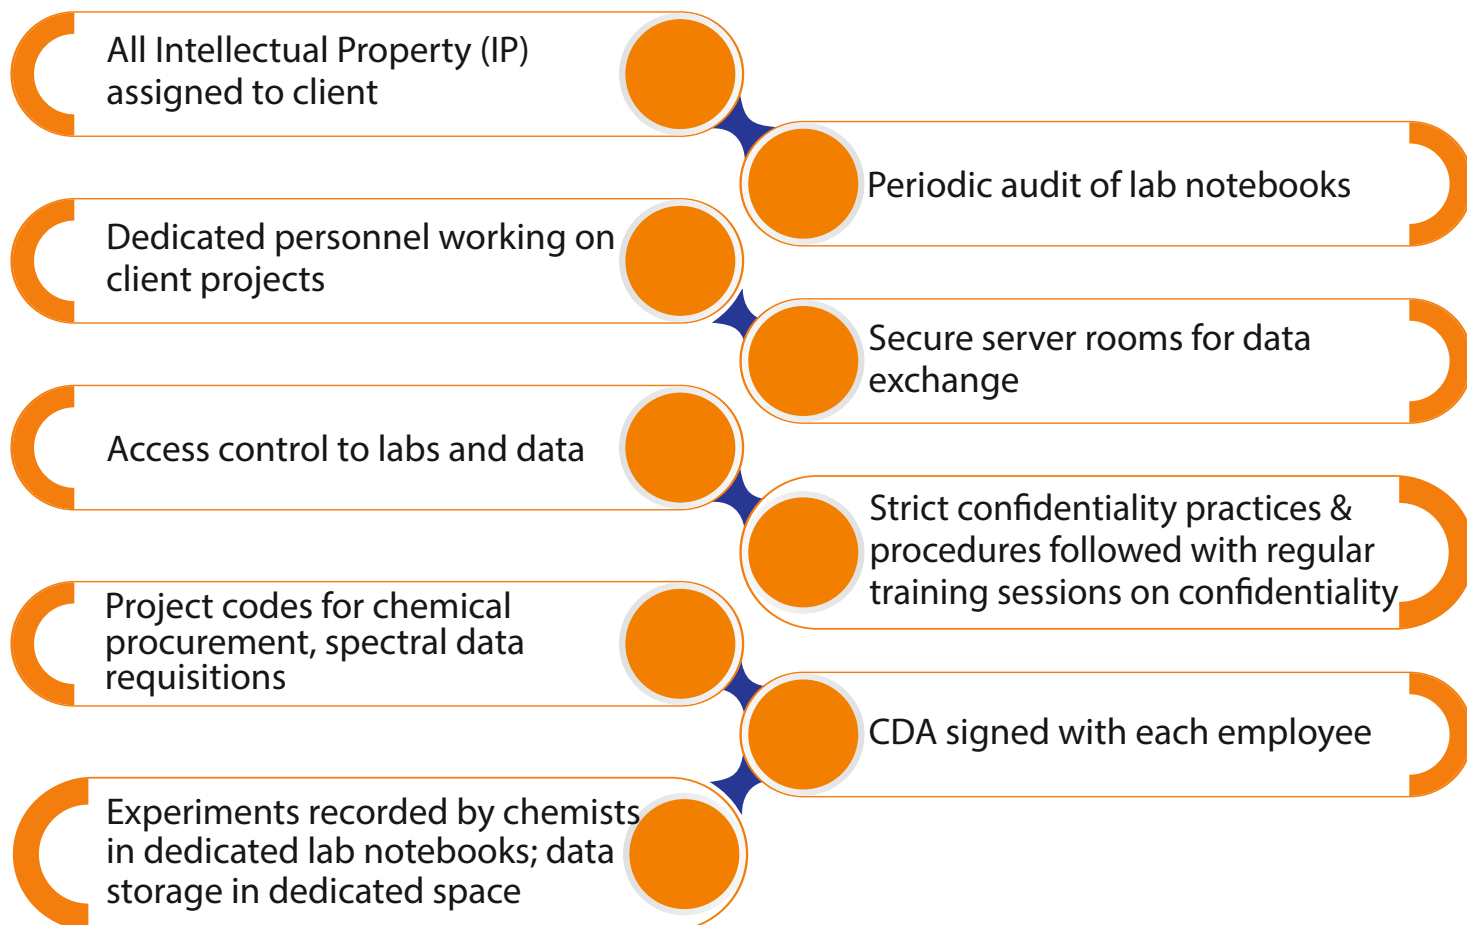 All Intellectual Property (IP)
assigned to client
Periodic audit of lab notebooks
Dedicated personnel working on
client projects
Secure server rooms for data
exchange
Access control to labs and data
Strict confidentiality practices &
procedures followed with regular
training sessions on confidentiality
Project codes for chemical
procurement, spectral data
requisitions
CDA signed with each employee
Experiments recorded by chemists
in dedicated lab notebooks; data
storage in dedicated space